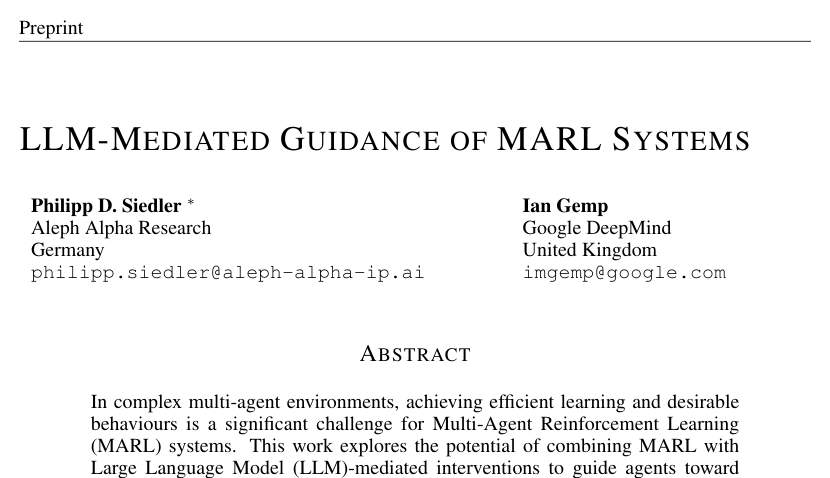 Preprint
LLM-MEDIATED GUIDANCE OF MARL SYSTEMS
Philipp D. Siedler *
Aleph Alpha Research
Germany
philipp.siedler@aleph-alpha-ip.ai
Ian Gemp
Google DeepMind
United Kingdom
imgemp@google.com
ABSTRACT
In complex multi-agent environments, achieving efficient learning and desirable
behaviours is a significant challenge for Multi-Agent Reinforcement Learning
(MARL) systems. This work explores the potential of combining MARL with
Large Language Model (LLM)-mediated interventions to guide agents toward